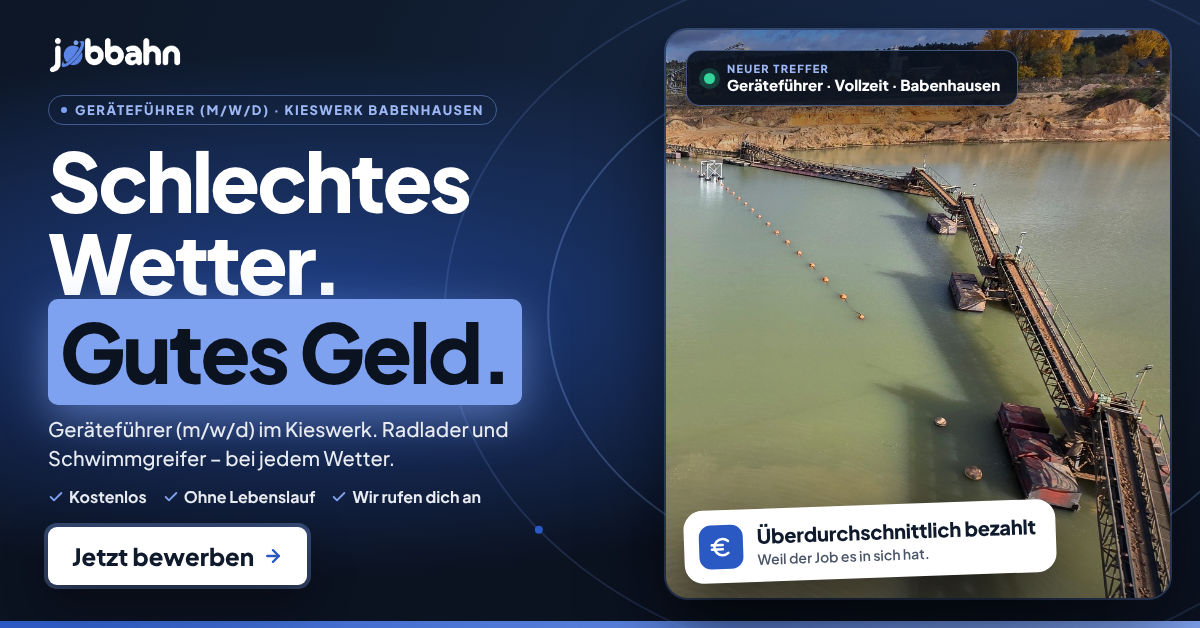 jobbahn
GERÄTEFÜHRER (M/W/D) · KIESWERK BABENHAUSEN
Schlechtes
Wetter.
Gutes Geld.
Geräteführer (m/w/d) im Kieswerk. Radlader und
Schwimmgreifer – bei jedem Wetter.
✓ Kostenlos ✓ Ohne Lebenslauf ✓ Wir rufen dich an
Jetzt bewerben →
NEUER TREFFER
Geräteführer · Vollzeit · Babenhausen
€
Überdurchschnittlich bezahlt
Weil der Job es in sich hat.